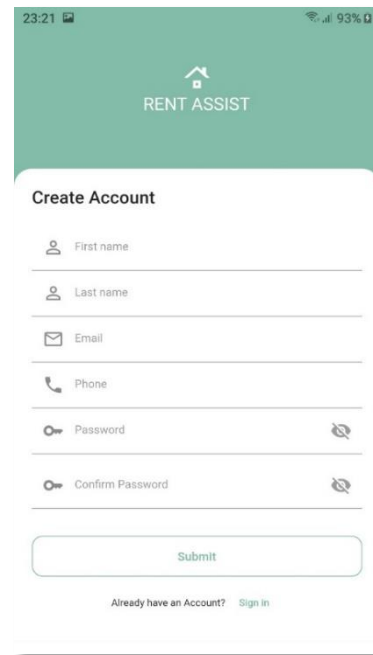 23:21 93%
RENT ASSIST
Create Account
First name
Last name
Email
Phone
Password
Confirm Password
Submit
Already have an Account? Sign in